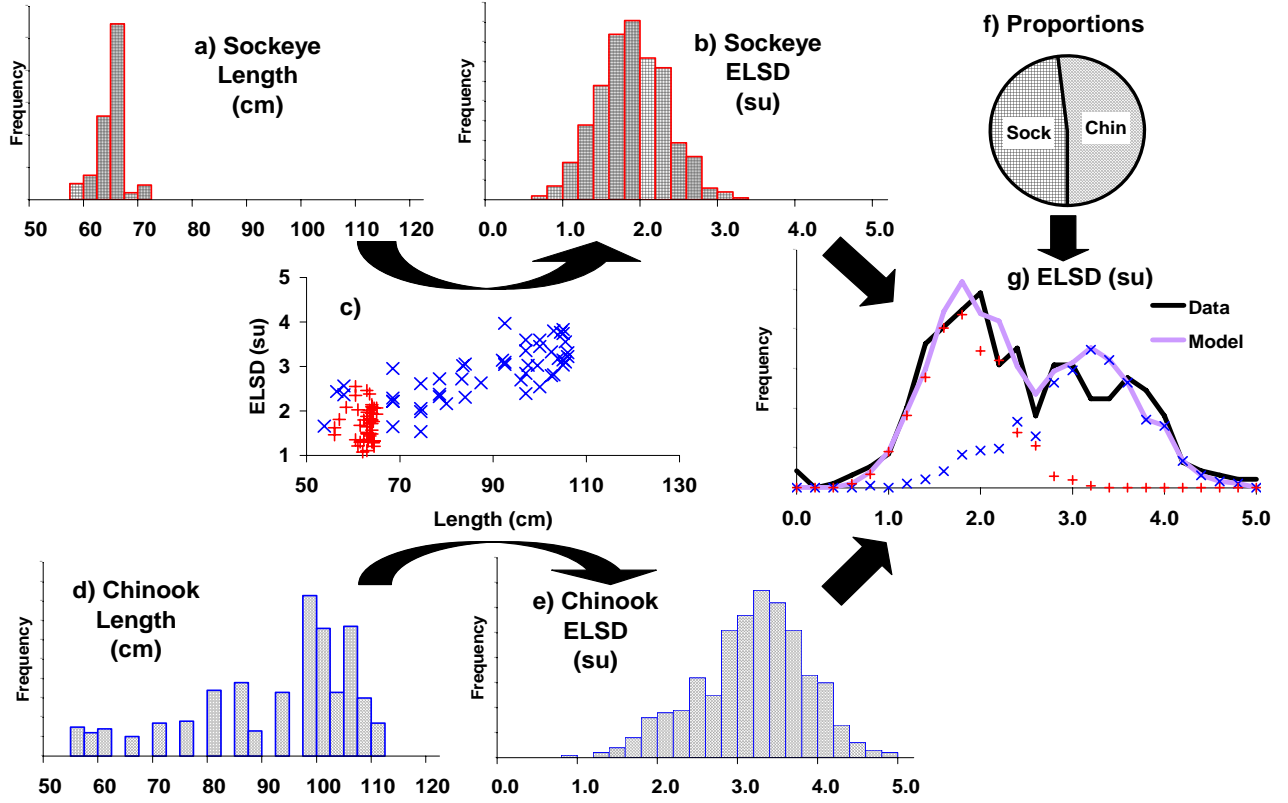 a) Sockeye
Length
(cm)
Frequency
50 60 70 80 90 100 110 120
b) Sockeye
ELSD
(su)
Frequency
0.0 1.0 2.0 3.0 4.0 5.0
f) Proportions
Sock
Chin
c)
ELSD (su)
5
4
3
2
1
50 70 90 110 130
Length (cm)
g) ELSD (su)
Data
Model
Frequency
0.0 1.0 2.0 3.0 4.0 5.0
d) Chinook
Length
(cm)
Frequency
50 60 70 80 90 100 110 120
e) Chinook
ELSD
(su)
Frequency
0.0 1.0 2.0 3.0 4.0 5.0